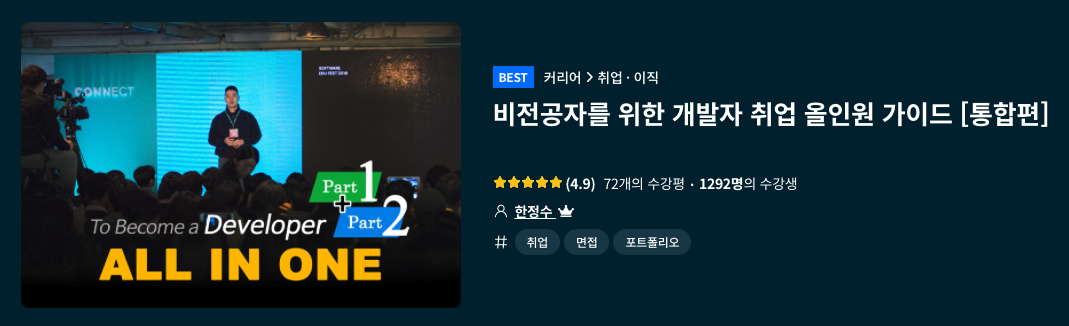 CONNECT
SOFTWARE
EDU FEST 2018
Part 1
+
Part 2
To Become a Developer
ALL IN ONE
BEST 커리어 > 취업 · 이직
비전공자를 위한 개발자 취업 올인원 가이드 [통합편]
(4.9) 72개의 수강평 · 1292명의 수강생
한정수
# 취업 면접 포트폴리오